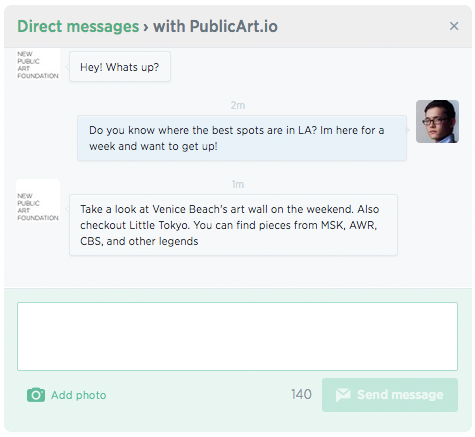 Direct messages › with PublicArt.io ×
NEW
PUBLIC
ART
FOUNDATION
Hey! Whats up?
2m
Do you know where the best spots are in LA? Im here for a
week and want to get up!
1m
NEW
PUBLIC
ART
FOUNDATION
Take a look at Venice Beach's art wall on the weekend. Also
checkout Little Tokyo. You can find pieces from MSK, AWR,
CBS, and other legends
Add photo
140
Send message